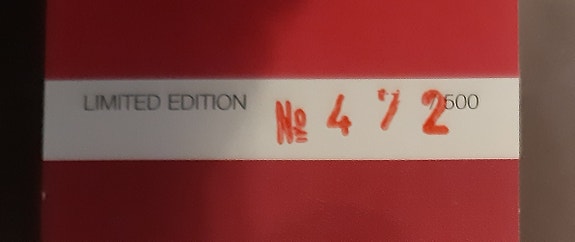 LIMITED EDITION № 472/500